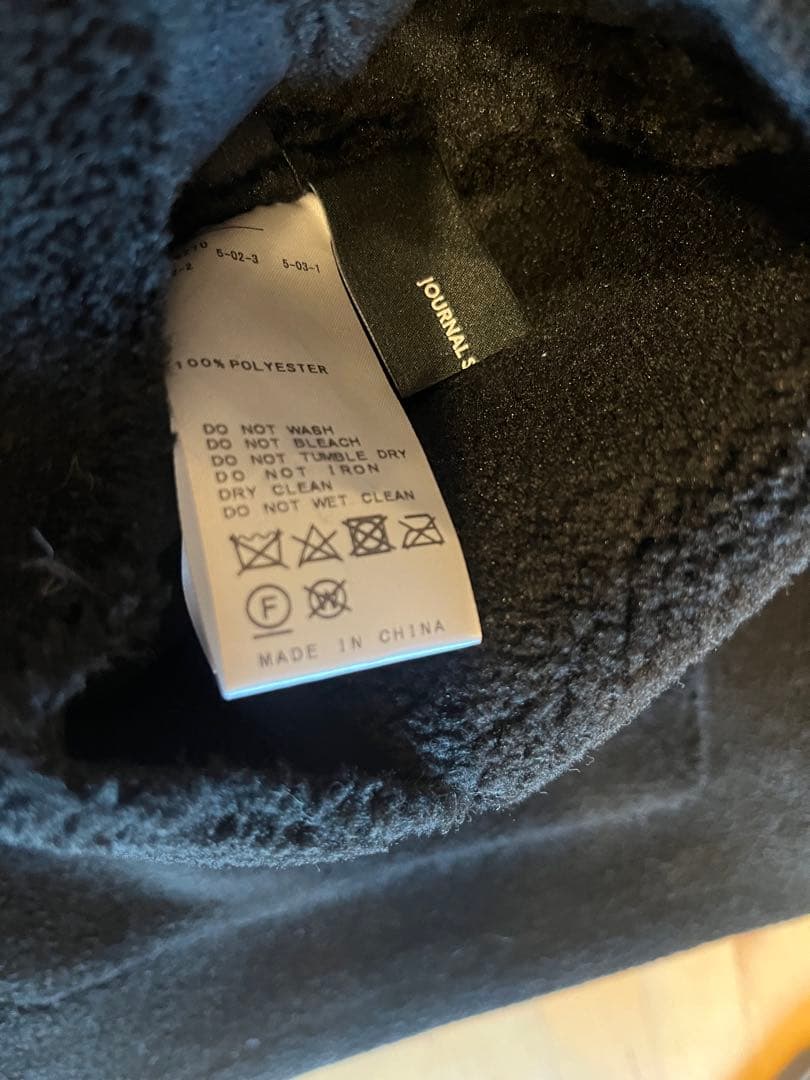 5-02-3 5-03-1
100% POLYESTER
DO NOT WASH
DO NOT BLEACH
DO NOT TUMBLE DRY
DO NOT IRON
DRY CLEAN
DO NOT WET CLEAN
F W
MADE IN CHINA
JOURNAL S